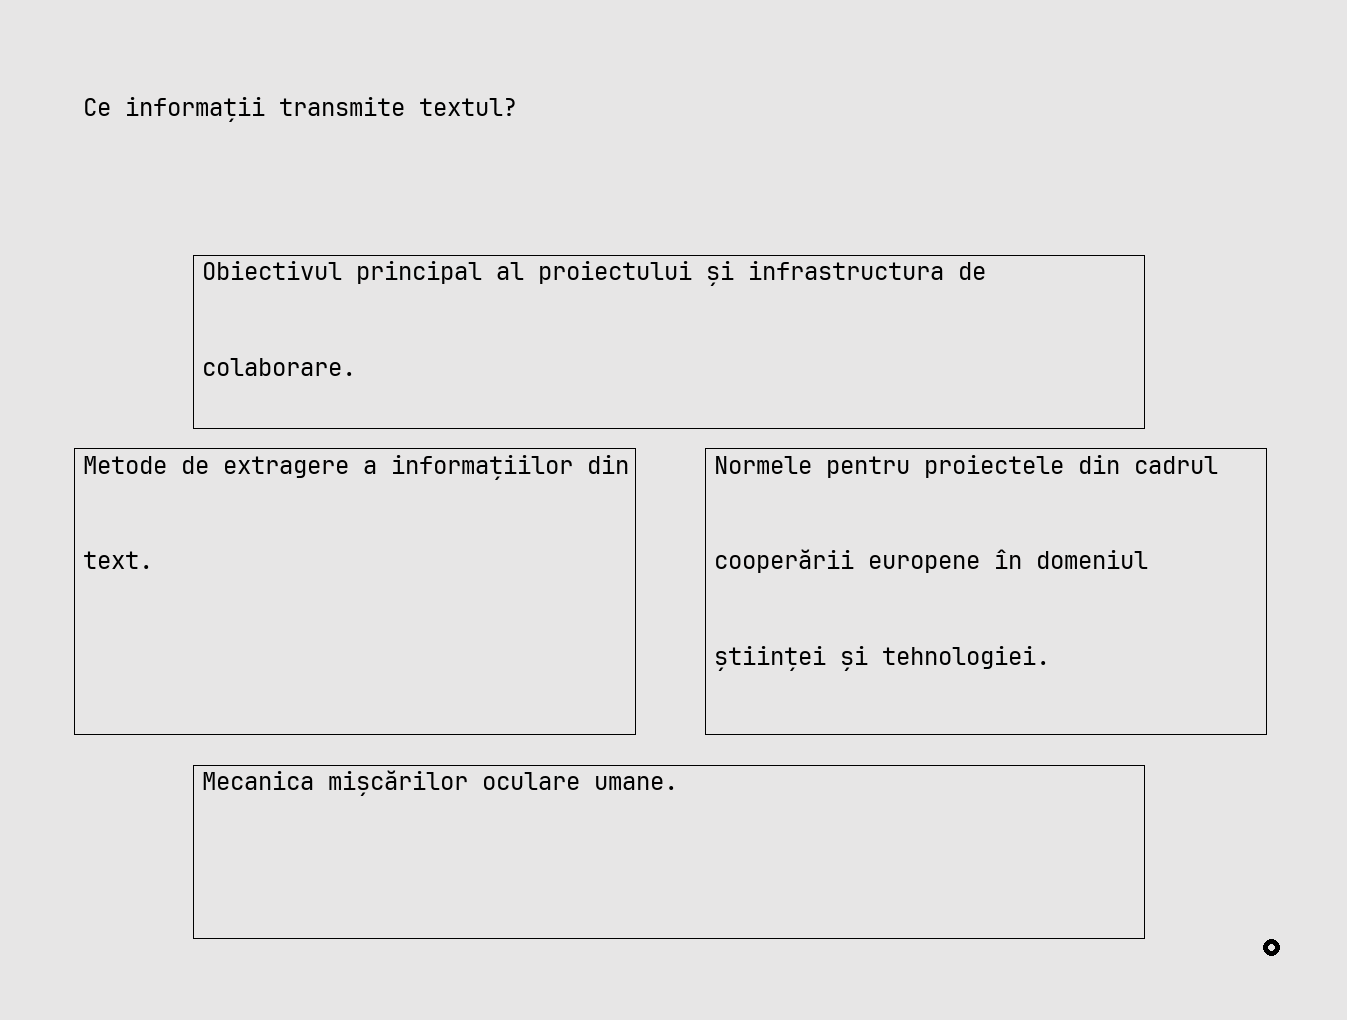 Ce informații transmite textul?
Obiectivul principal al proiectului și infrastructura de
colaborare.
Metode de extragere a informațiilor din
text.
Normele pentru proiectele din cadrul
cooperării europene în domeniul
științei și tehnologiei.
Mecanica mișcărilor oculare umane.